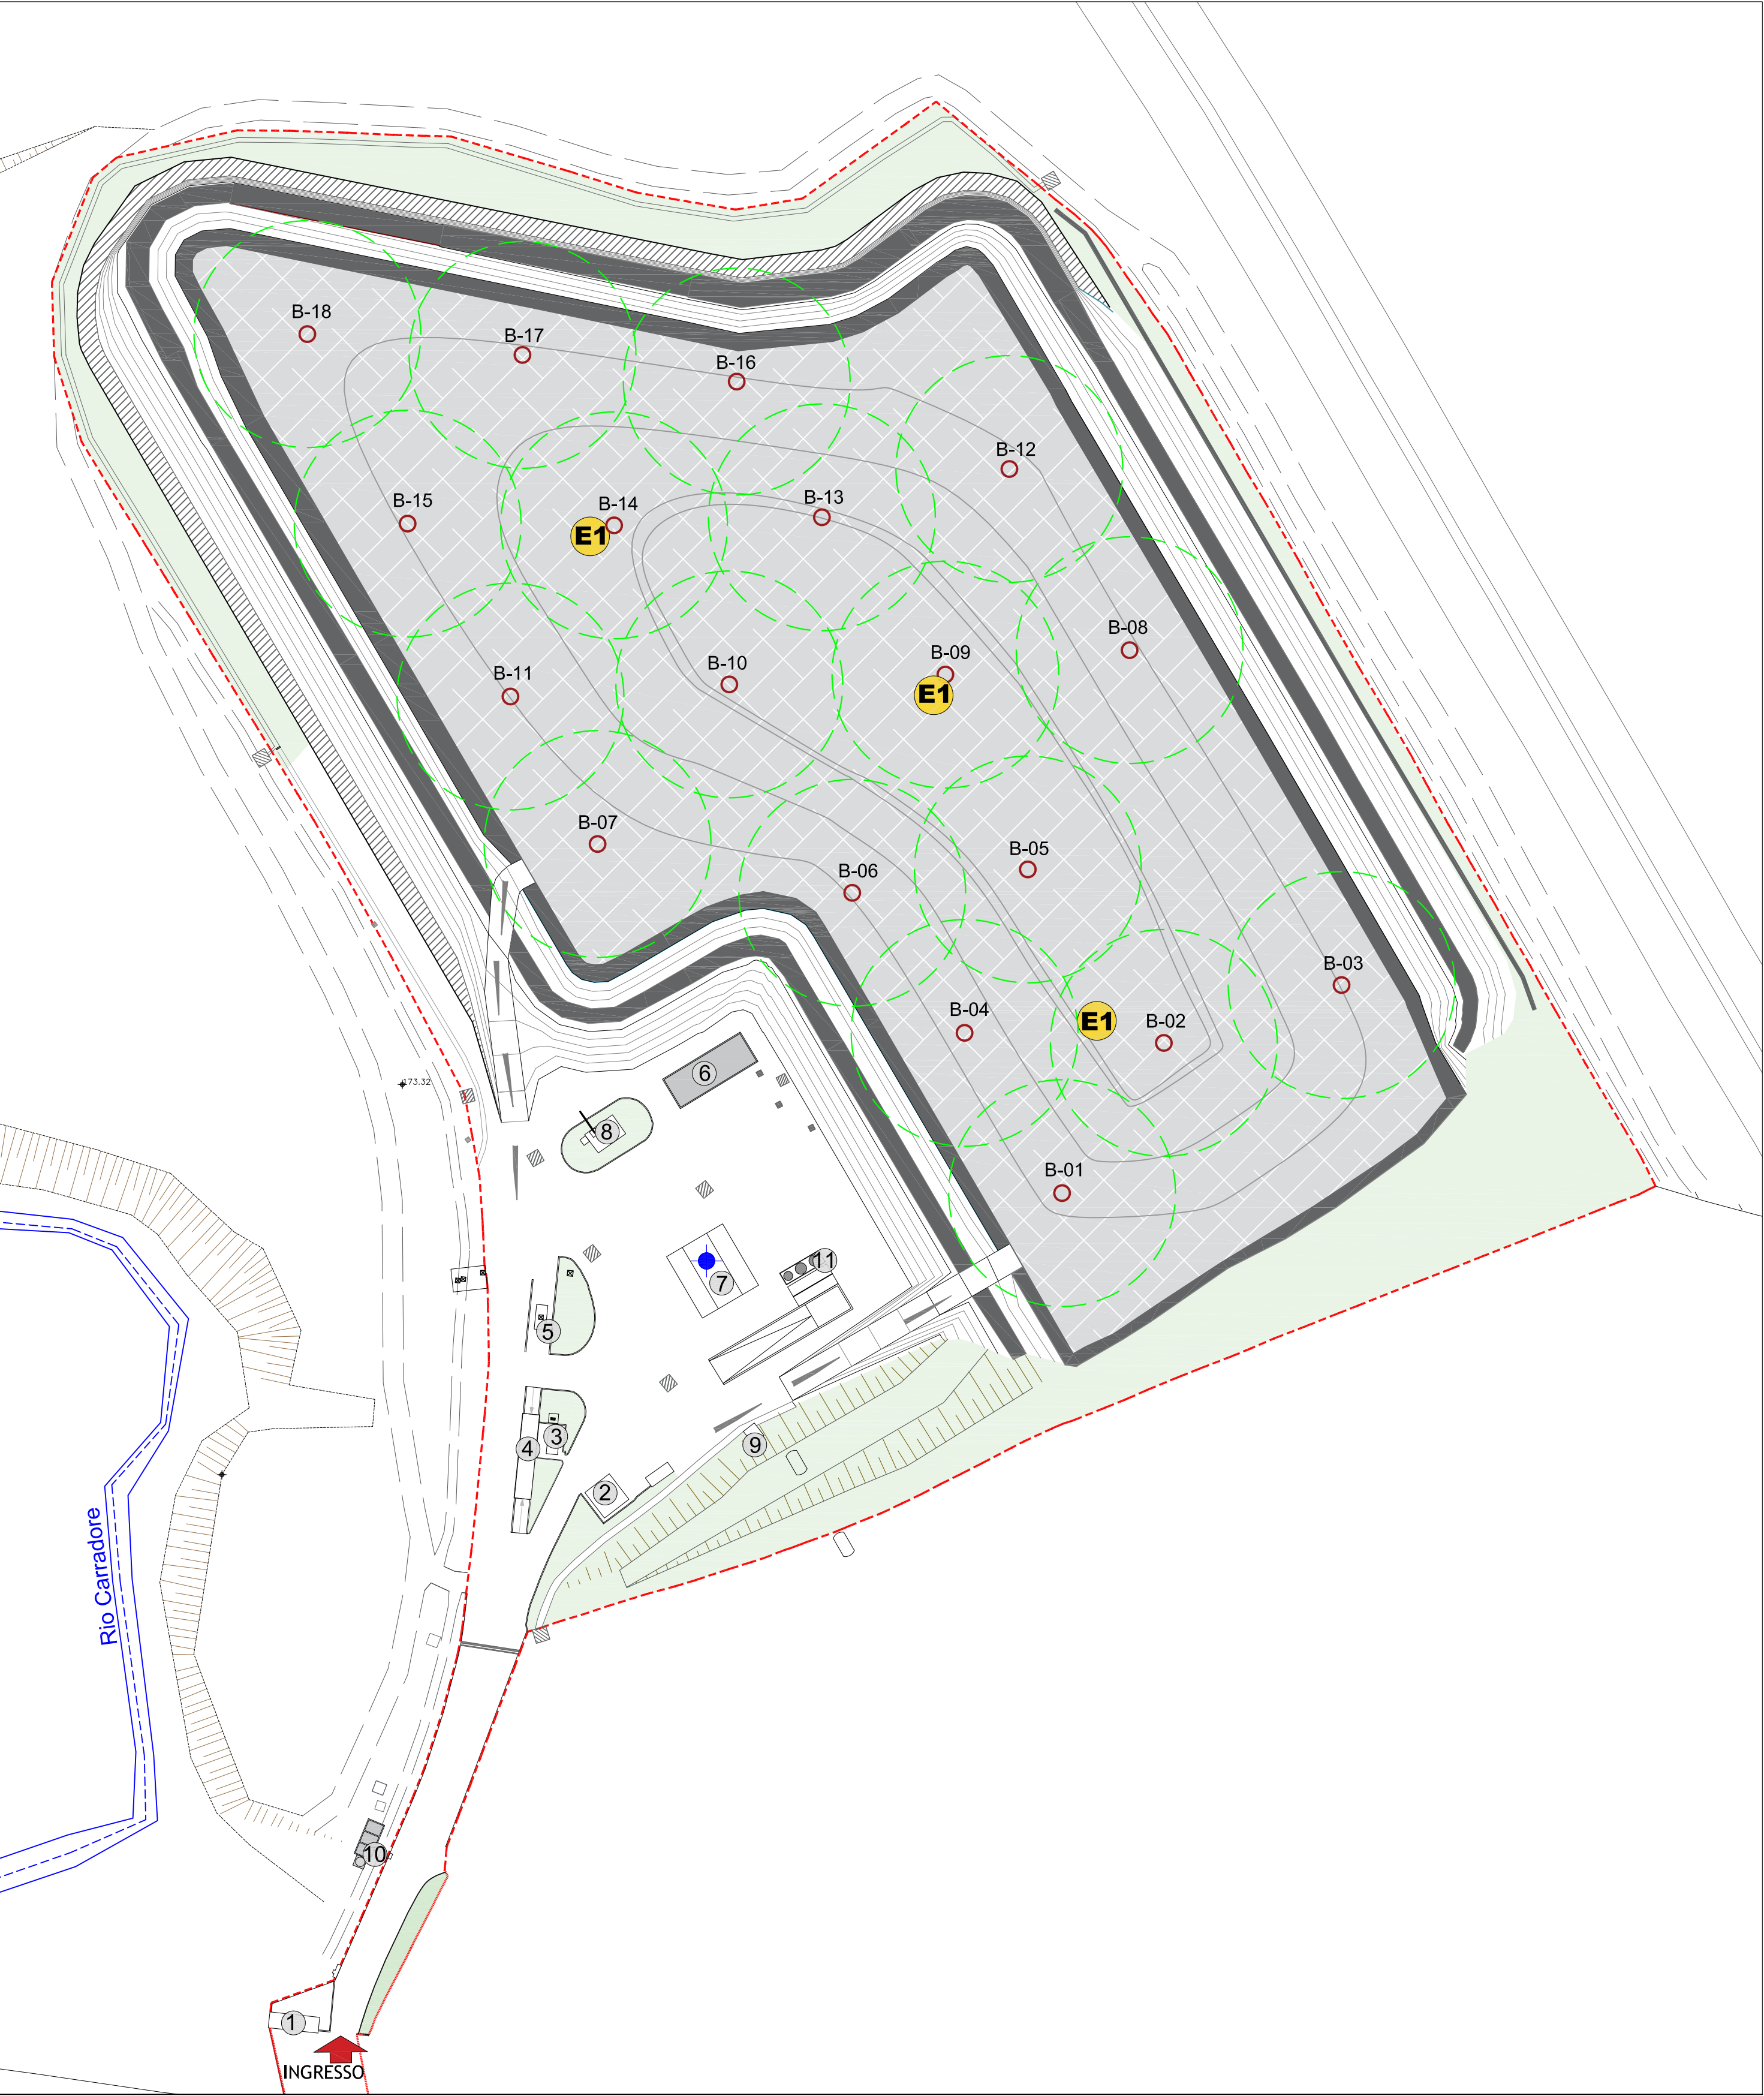 B-18
B-17
B-16
B-12
B-15
B-14
E1
B-13
B-08
B-11
B-10
B-09
E1
B-07
B-06
B-05
B-03
B-04
E1
B-02
6
173.32
8
B-01
7
11
5
3
4
9
2
Rio Carradore
10
1
INGRESSO